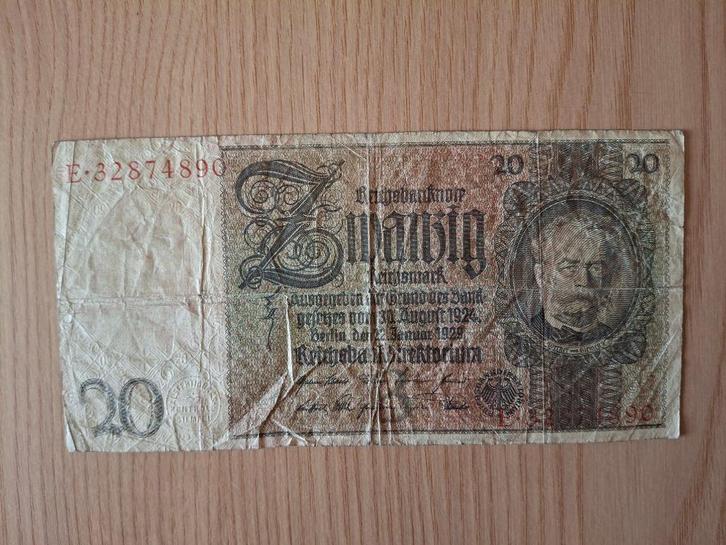 E·32874890
20 20
Reichsbanknote
Zwanzig
Reichsmark
Ausgegeben auf Grund des Bank
gesetzes vom 30. August 1924.
Berlin, den 22. Januar 1929
Reichsbankdirektorium
20
E·32874890